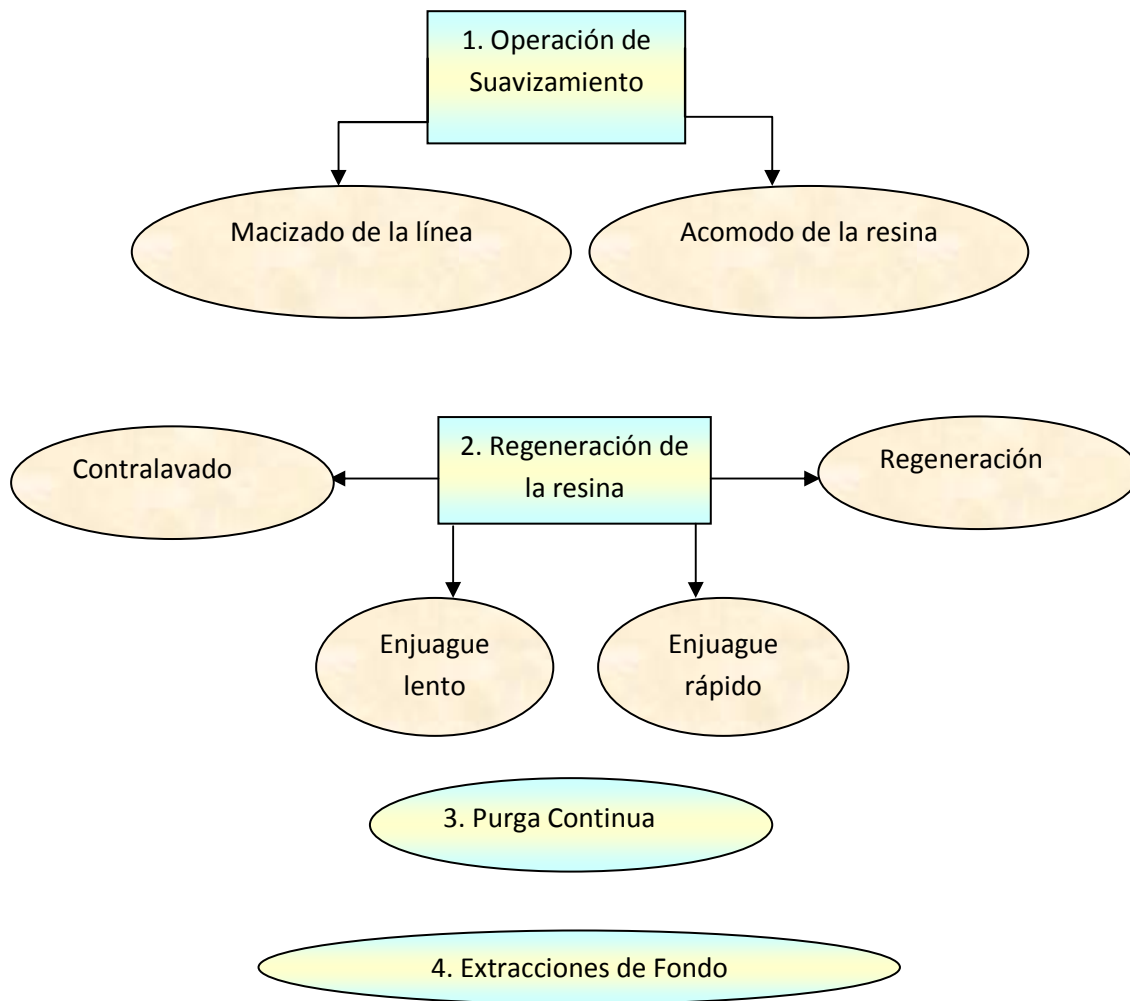 1. Operación de
Suavizamiento
Macizado de la línea
Acomodo de la resina
2. Regeneración de
la resina
Contralavado
Regeneración
Enjuague
lento
Enjuague
rápido
3. Purga Continua
4. Extracciones de Fondo